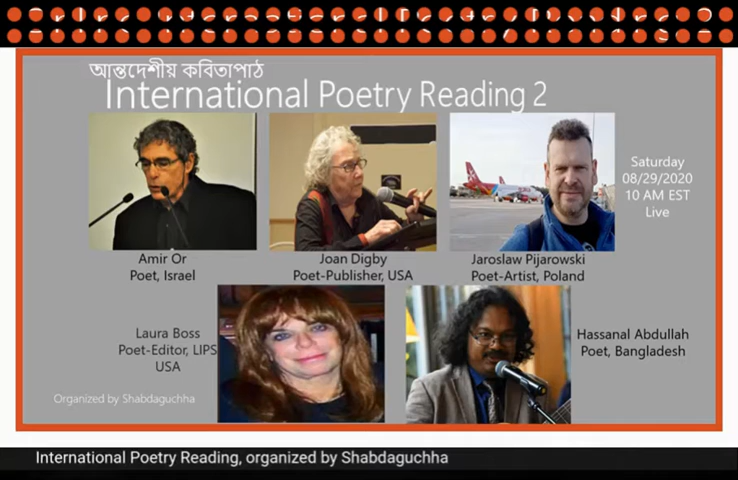 আন্তদেশীয় কবিতাপাঠ
International Poetry Reading 2
Saturday
08/29/2020
10 AM EST
Live
Amir Or
Poet, Israel
Joan Digby
Poet-Publisher, USA
Jaroslaw Pijarowski
Poet-Artist, Poland
Laura Boss
Poet-Editor, LIPS
USA
Hassanal Abdullah
Poet, Bangladesh
Organized by Shabdaguchha
International Poetry Reading, organized by Shabdaguchha